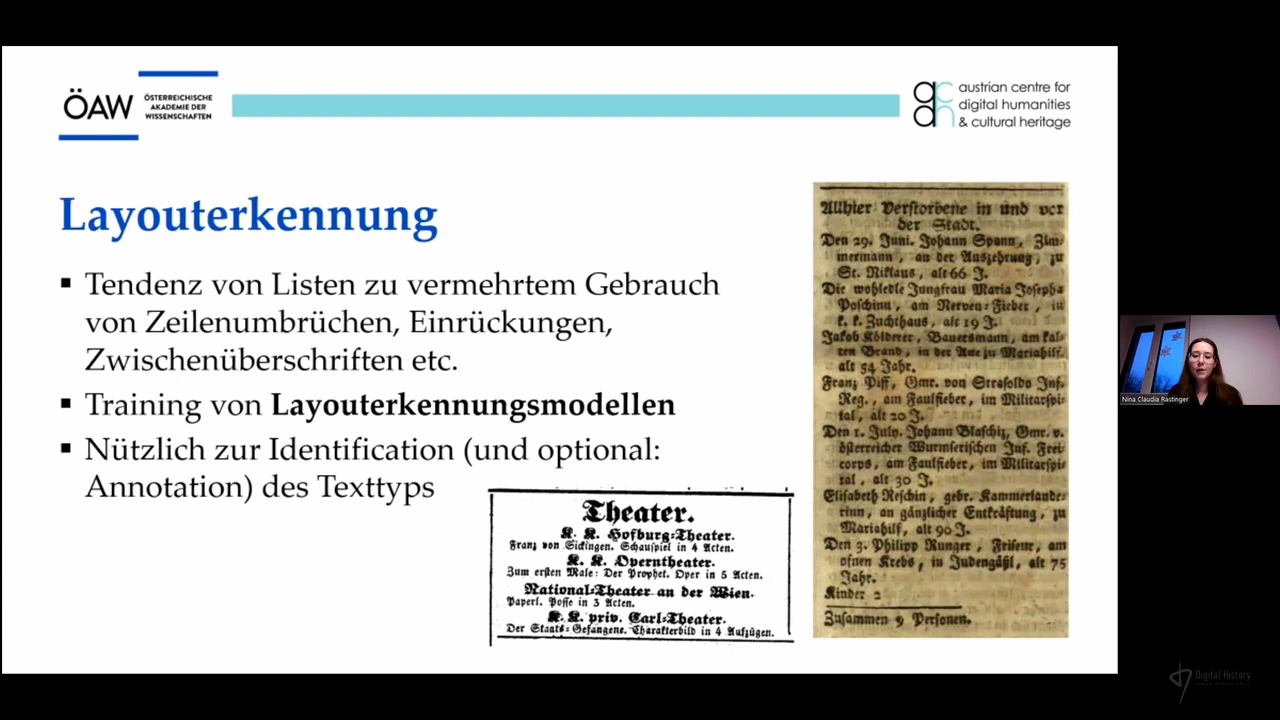 ÖAW
ÖSTERREICHISCHE
AKADEMIE DER
WISSENSCHAFTEN
acdh
austrian centre for
digital humanities
& cultural heritage
Layouterkennung
▪ Tendenz von Listen zu vermehrtem Gebrauch
von Zeilenumbrüchen, Einrückungen,
Zwischenüberschriften etc.
▪ Training von Layouterkennungsmodellen
▪ Nützlich zur Identification (und optional:
Annotation) des Texttyps
Theater.
K. K. Hofburg-Theater.
Franz von Sickingen. Schauspiel in 4 Acten.
K. K. Operntheater.
Zum ersten Male: Der Prophet. Oper in 5 Acten.
National-Theater an der Wien.
Paperl. Posse in 3 Acten.
K. K. priv. Carl-Theater.
Der Staats-Gefangene. Charakterbild in 4 Aufzügen.
Allhier Verstorbene in und vor
der Stadt.
Den 29. Juni. Johann Spann, Zim-
mermann, an der Auszehrung, zu
St. Niklaus, alt 66 J.
Die wohledle Jungfrau Maria Josepha
Poschinn, am Nerven-Fieber, in
k. k. Zuchthaus, alt 19 J.
Jakob Kölderer, Bauersmann, am kal-
ten Brand, in der Aue zu Mariahilf,
alt 54 Jahr.
Franz Piff, Gmr. von Strasoldo Inf.
Reg., am Faulfieber, im Militarspi-
tal, alt 20 J.
Den 1. July. Johann Blaschiz, Gmr. v.
österreicher Wurmserischen Inf. Frei-
corps, am Faulfieber, im Militarspi-
tal, alt 30 J.
Elisabeth Reschin, gebr. Kammerlande-
rinn, an gänzlicher Entkräftung, zu
Mariahilf, alt 90 J.
Den 3. Philipp Runger, Friseur, am
ofnen Krebs, in Judengäßl, alt 75
Jahr.
Kinder 2
Zusammen 9 Personen.
Nina Claudia Rastinger
Digital History